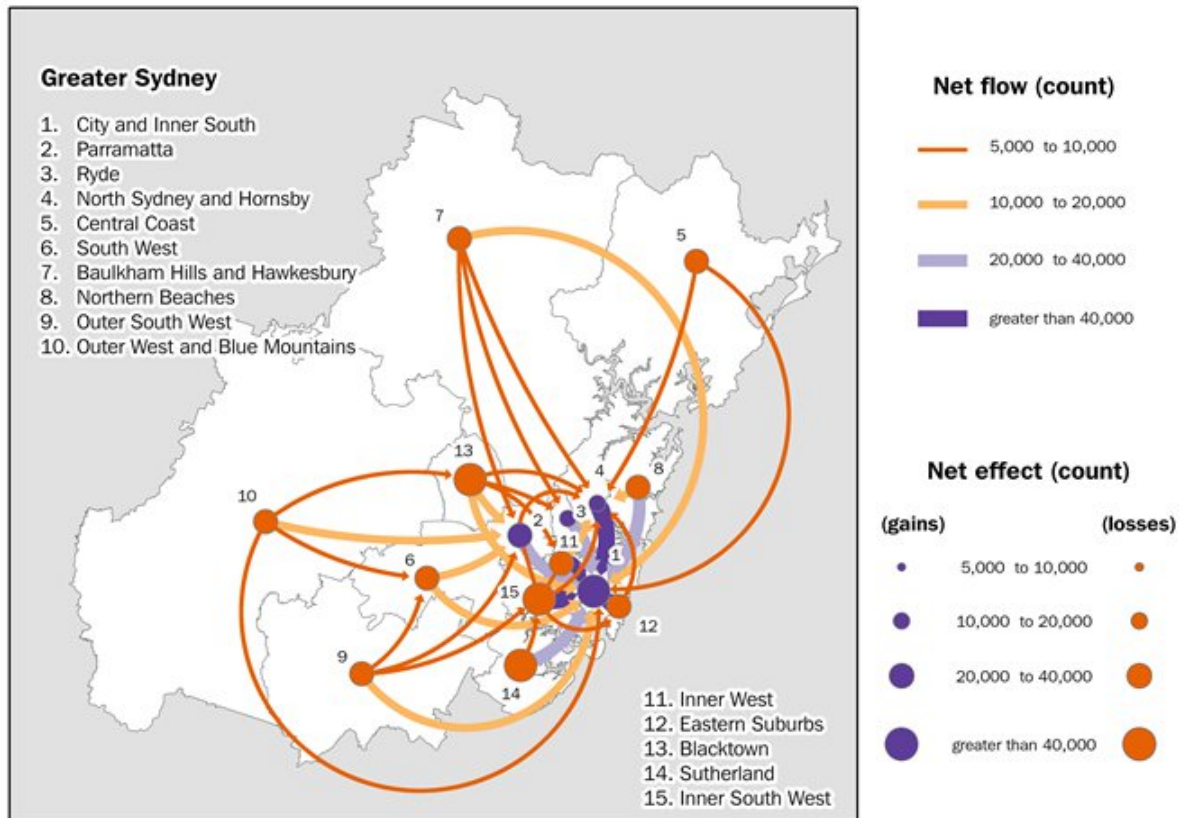 Greater Sydney
1. City and Inner South
2. Parramatta
3. Ryde
4. North Sydney and Hornsby
5. Central Coast
6. South West
7. Baulkham Hills and Hawkesbury
8. Northern Beaches
9. Outer South West
10. Outer West and Blue Mountains
7
5
13
4
8
10
2
3
11
1
6
15
12
9
14
11. Inner West
12. Eastern Suburbs
13. Blacktown
14. Sutherland
15. Inner South West
Net flow (count)
5,000 to 10,000
10,000 to 20,000
20,000 to 40,000
greater than 40,000
Net effect (count)
(gains) (losses)
5,000 to 10,000
10,000 to 20,000
20,000 to 40,000
greater than 40,000